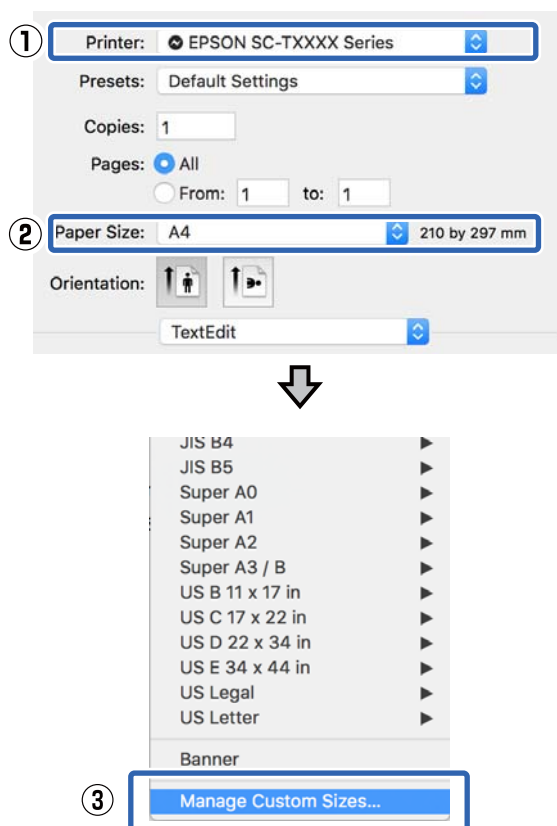 ① Printer: EPSON SC-TXXXX Series
Presets: Default Settings
Copies: 1
Pages: All
From: 1 to: 1
② Paper Size: A4 210 by 297 mm
Orientation:
TextEdit
JIS B4
JIS B5
Super A0
Super A1
Super A2
Super A3 / B
US B 11 x 17 in
US C 17 x 22 in
US D 22 x 34 in
US E 34 x 44 in
US Legal
US Letter
Banner
③ Manage Custom Sizes...